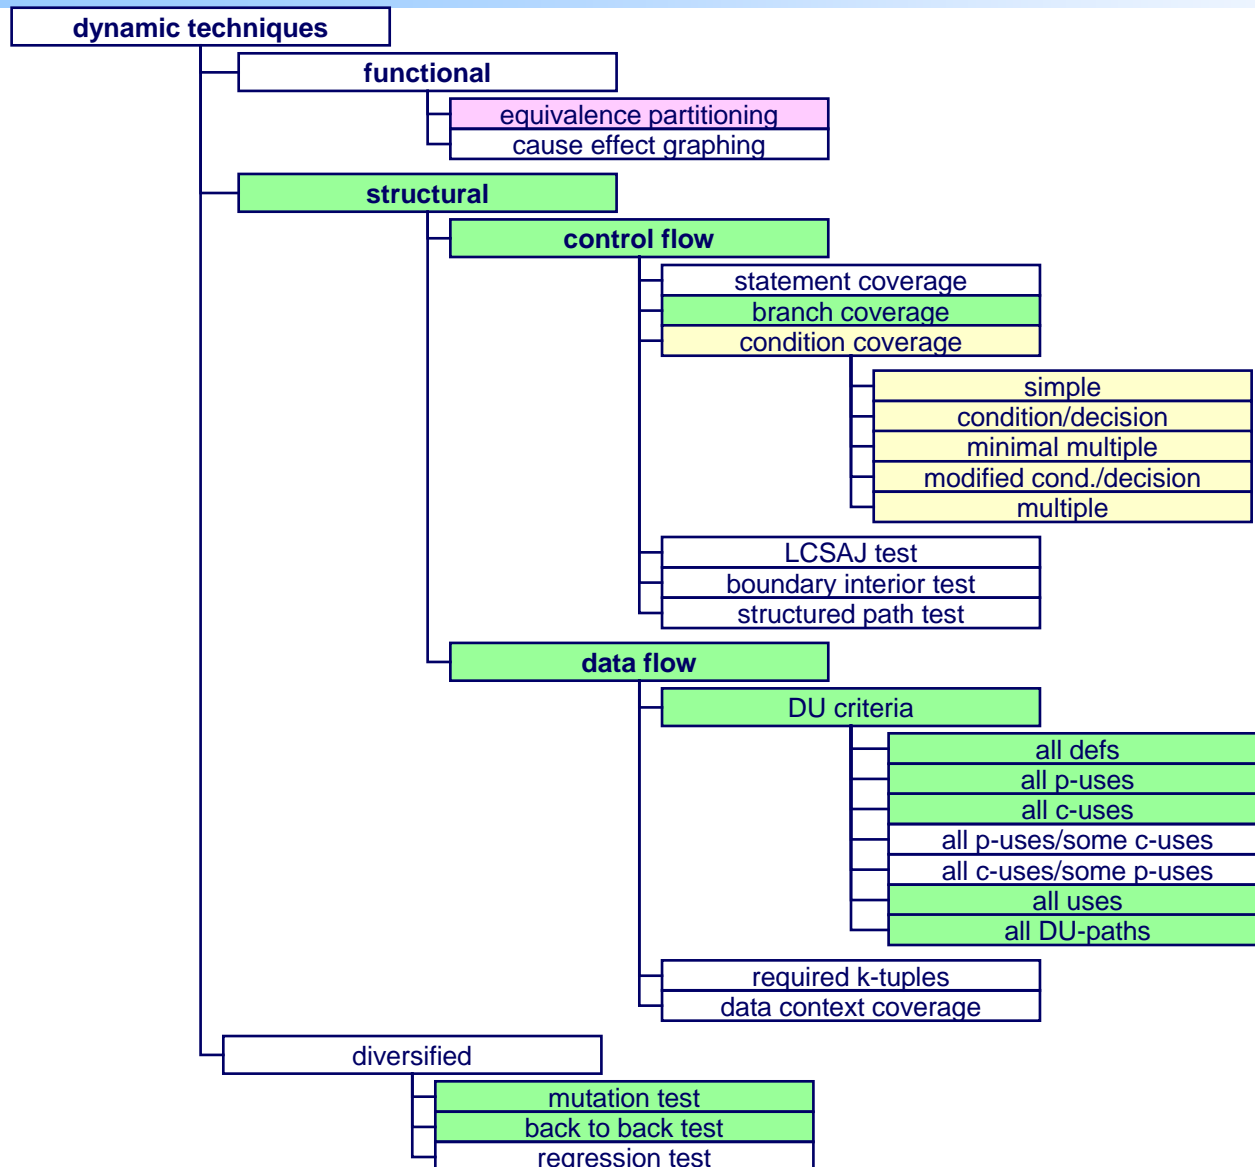 dynamic techniques
functional
equivalence partitioning
cause effect graphing
structural
control flow
statement coverage
branch coverage
condition coverage
simple
condition/decision
minimal multiple
modified cond./decision
multiple
LCSAJ test
boundary interior test
structured path test
data flow
DU criteria
all defs
all p-uses
all c-uses
all p-uses/some c-uses
all c-uses/some p-uses
all uses
all DU-paths
required k-tuples
data context coverage
diversified
mutation test
back to back test
regression test